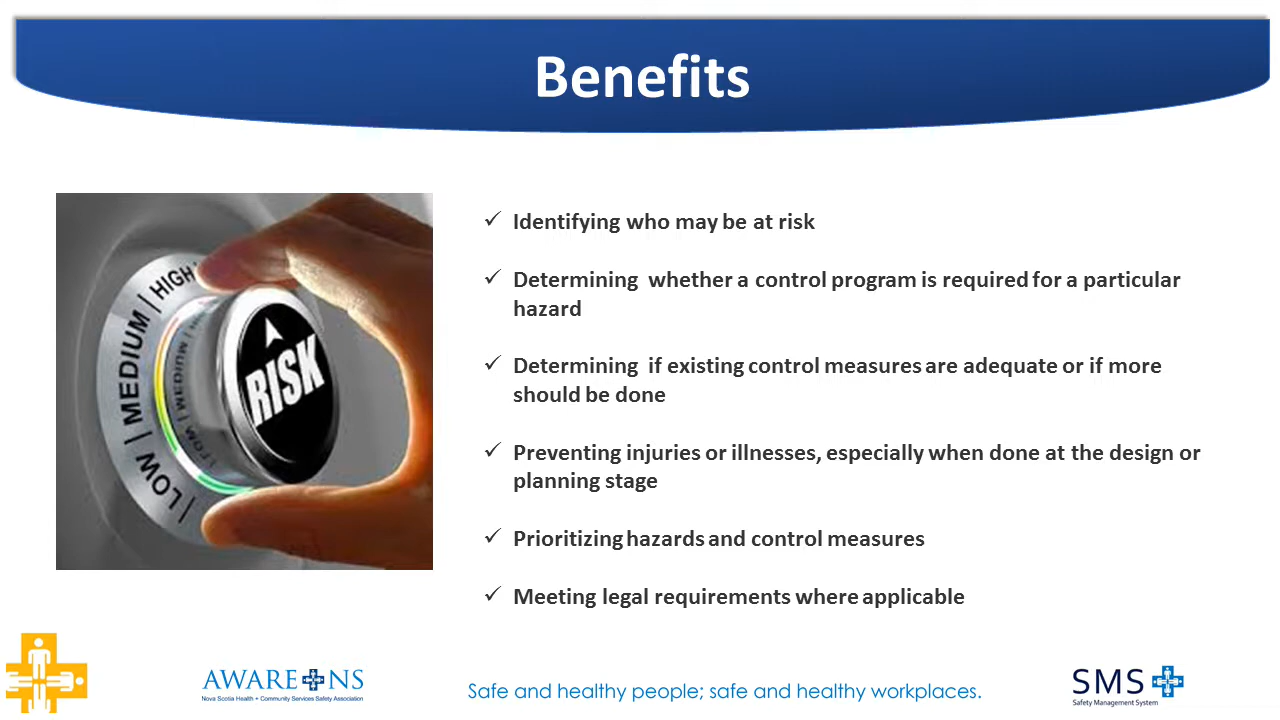 Benefits
HIGH
MEDIUM
LOW
RISK
✓ Identifying who may be at risk
✓ Determining whether a control program is required for a particular
hazard
✓ Determining if existing control measures are adequate or if more
should be done
✓ Preventing injuries or illnesses, especially when done at the design or
planning stage
✓ Prioritizing hazards and control measures
✓ Meeting legal requirements where applicable
AWARE NS
Nova Scotia Health + Community Services Safety Association
Safe and healthy people; safe and healthy workplaces.
SMS
Safety Management System